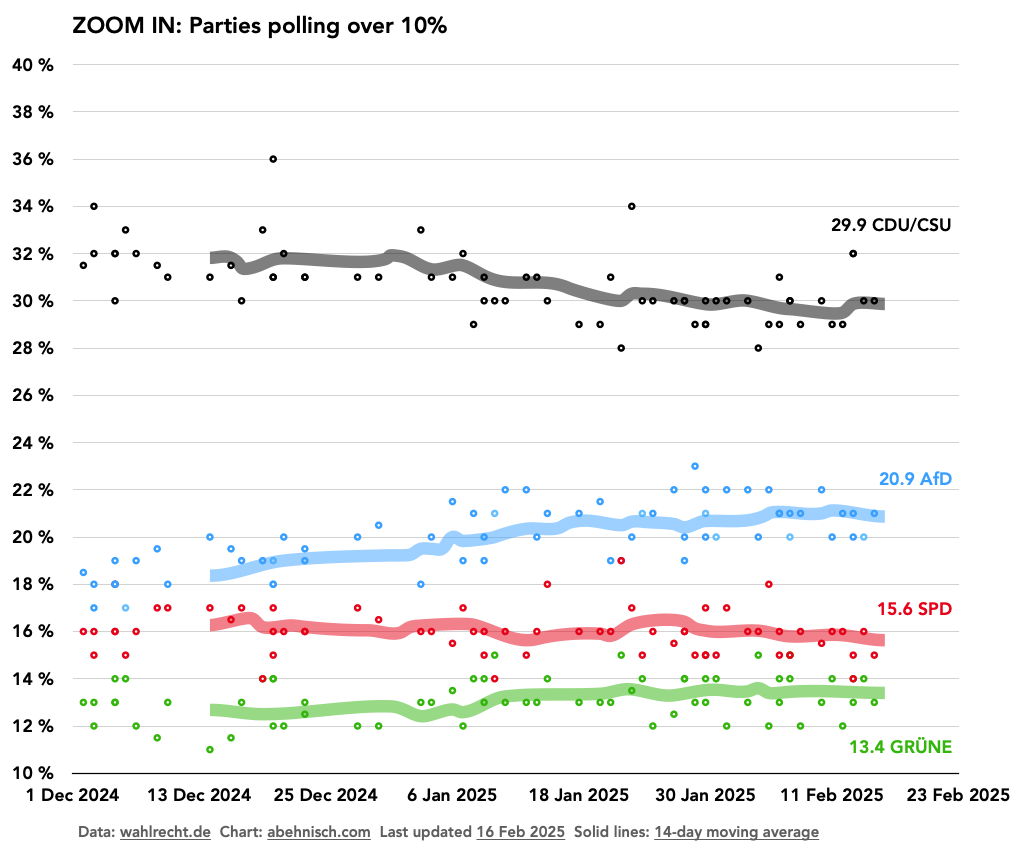 ZOOM IN: Parties polling over 10%
40 %
38 %
36 %
34 %
29.9 CDU/CSU
32 %
30 %
28 %
26 %
24 %
20.9 AfD
22 %
20 %
18 %
15.6 SPD
16 %
14 %
12 %
13.4 GRÜNE
10 %
1 Dec 2024 13 Dec 2024 25 Dec 2024 6 Jan 2025 18 Jan 2025 30 Jan 2025 11 Feb 2025 23 Feb 2025
Data: wahlrecht.de Chart: abehnisch.com Last updated 16 Feb 2025 Solid lines: 14-day moving average